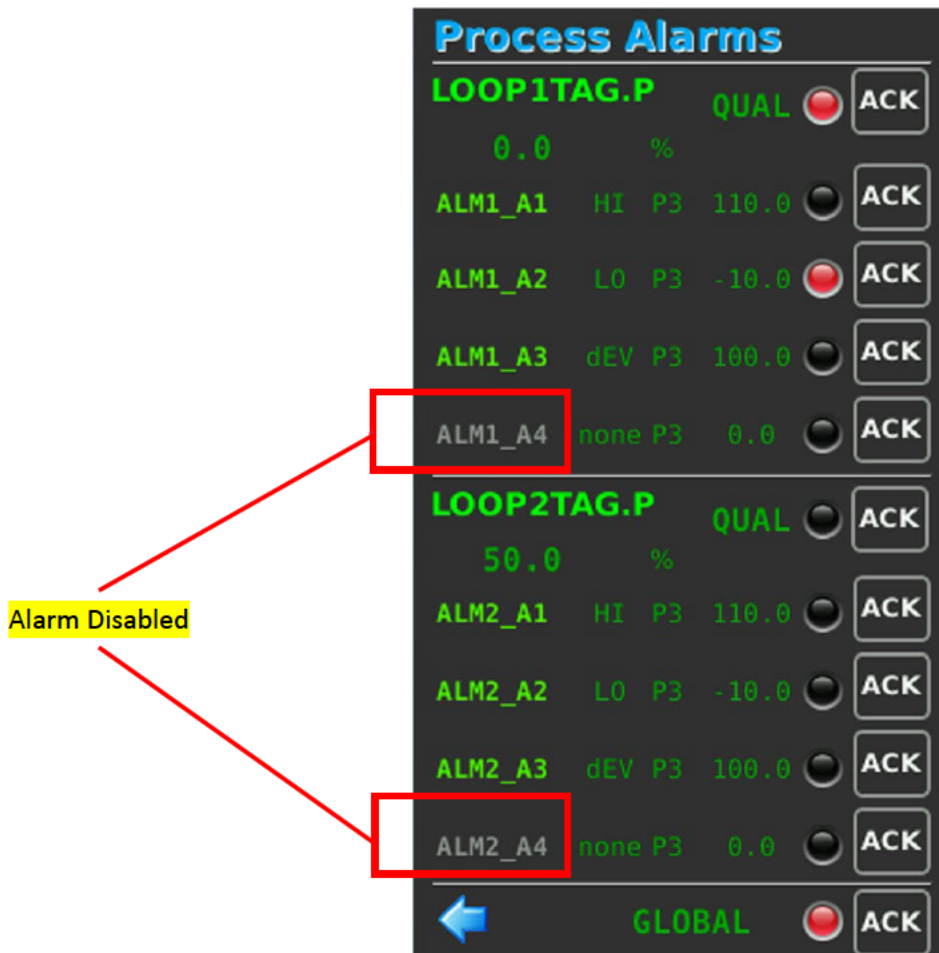 Process Alarms
LOOP1TAG.P QUAL ACK
0.0 %
ALM1_A1 HI P3 110.0 ACK
ALM1_A2 LO P3 -10.0 ACK
ALM1_A3 dEV P3 100.0 ACK
ALM1_A4 none P3 0.0 ACK
LOOP2TAG.P QUAL ACK
50.0 %
Alarm Disabled
ALM2_A1 HI P3 110.0 ACK
ALM2_A2 LO P3 -10.0 ACK
ALM2_A3 dEV P3 100.0 ACK
ALM2_A4 none P3 0.0 ACK
GLOBAL ACK